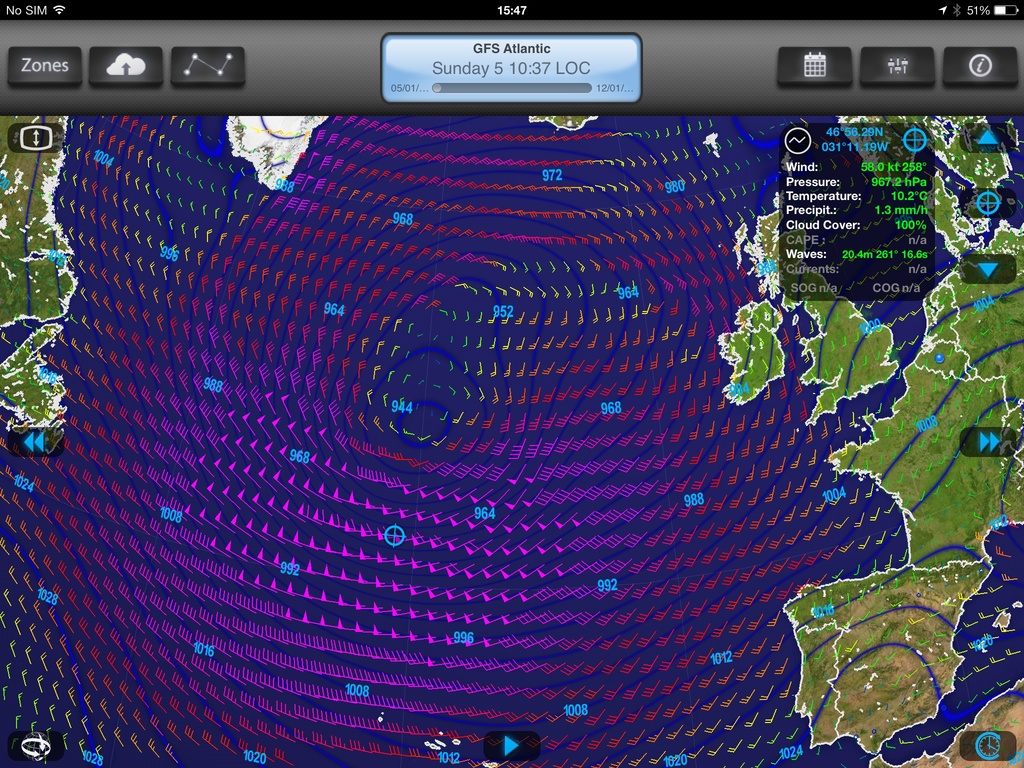 No SIM 15:47 51%
Zones
GFS Atlantic
Sunday 5 10:37 LOC
05/01/... 12/01/...
46°56.29N
031°11.19W
Wind: 58.0 kt 258°
Pressure: 967.2 hPa
Temperature: 10.2°C
Precipit.: 1.3 mm/h
Cloud Cover: 100%
CAPE : n/a
Waves: 20.4m 261° 16.6s
Currents: n/a
SOG n/a COG n/a
1004
972
980
988
968
996
964
964
952
1004
1000
988
944
968
1008
968
1024
988
1004
1008
964
992
992
1028
1016
996
1016
1012
1020
1008
1008
1028
1020
1012
1020
1024